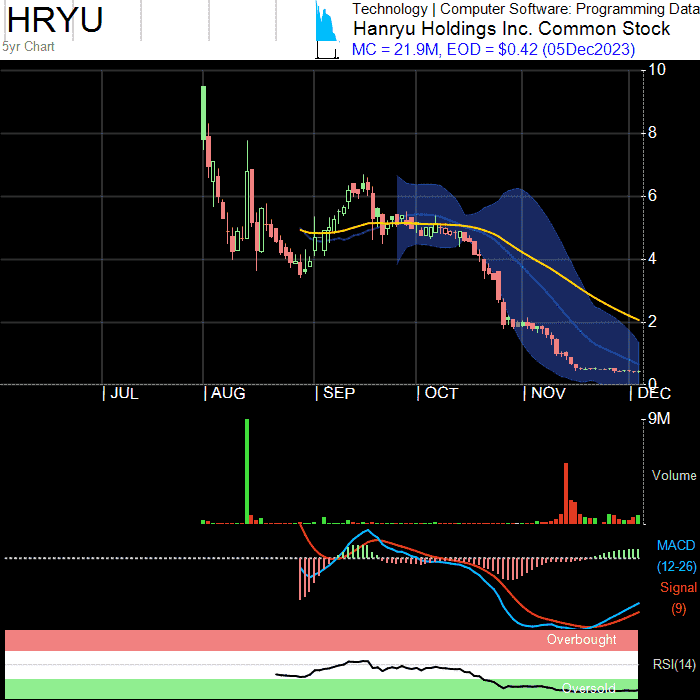 HRYU
5yr Chart
Technology | Computer Software: Programming Data
Hanryu Holdings Inc. Common Stock
MC = 21.9M, EOD = $0.42 (05Dec2023)
10
8
6
4
2
0
| JUL
| AUG
| SEP
| OCT
| NOV
| DEC
9M
Volume
MACD
(12-26)
Signal
(9)
Overbought
RSI(14)
Oversold